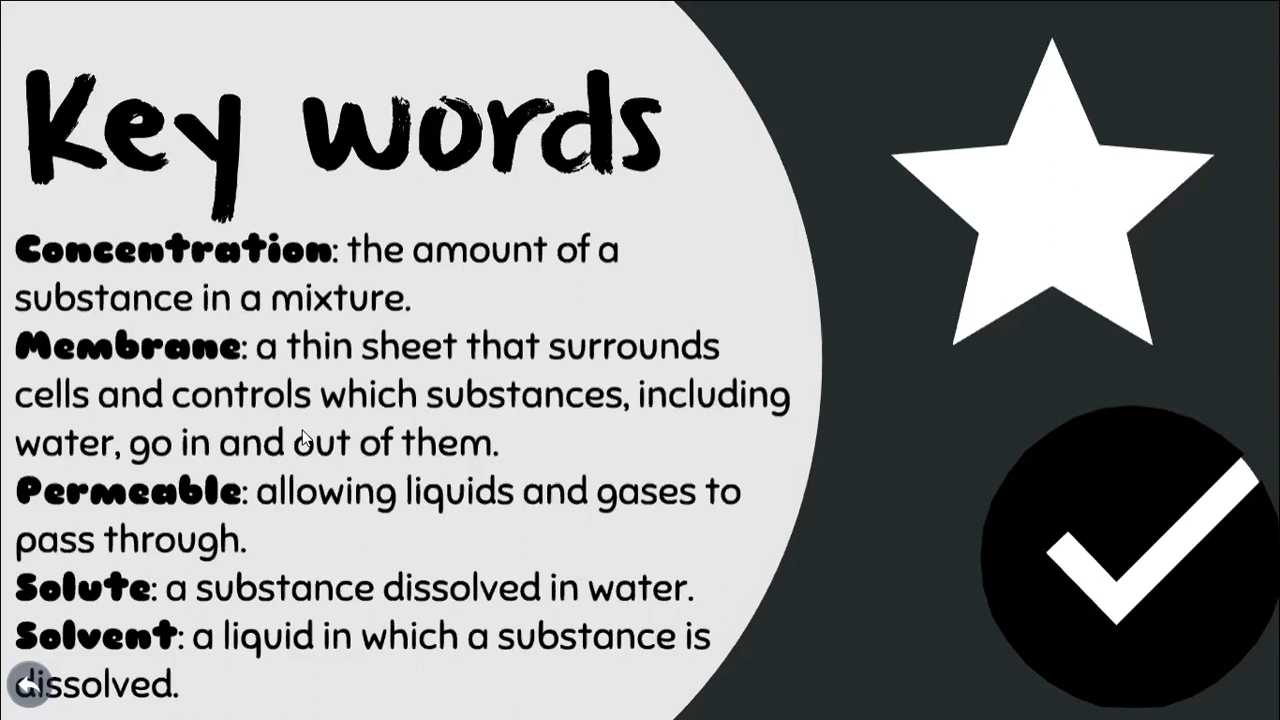 Key words
Concentration: the amount of a
substance in a mixture.
Membrane: a thin sheet that surrounds
cells and controls which substances, including
water, go in and out of them.
Permeable: allowing liquids and gases to
pass through.
Solute: a substance dissolved in water.
Solvent: a liquid in which a substance is
dissolved.